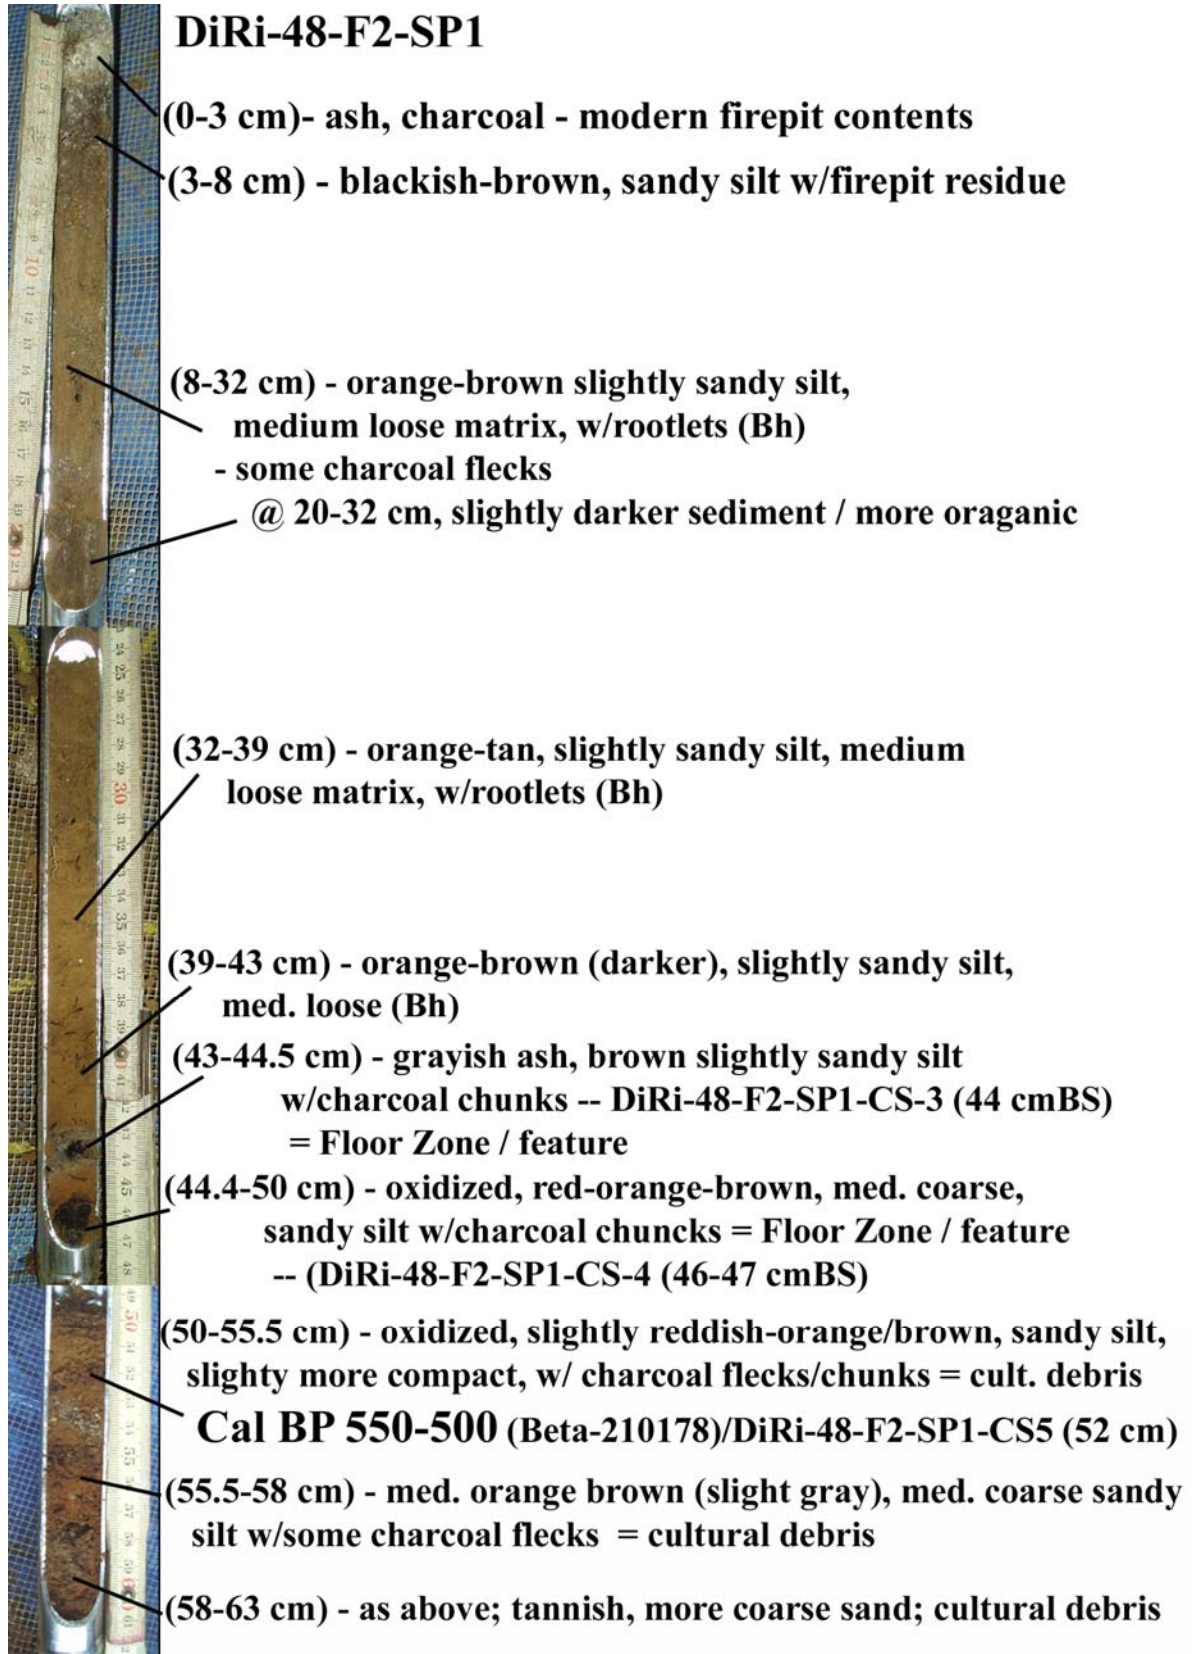 DiRi-48-F2-SP1
(0-3 cm)- ash, charcoal - modern firepit contents
(3-8 cm) - blackish-brown, sandy silt w/firepit residue
(8-32 cm) - orange-brown slightly sandy silt,
medium loose matrix, w/rootlets (Bh)
- some charcoal flecks
@ 20-32 cm, slightly darker sediment / more oraganic
(32-39 cm) - orange-tan, slightly sandy silt, medium
loose matrix, w/rootlets (Bh)
(39-43 cm) - orange-brown (darker), slightly sandy silt,
med. loose (Bh)
(43-44.5 cm) - grayish ash, brown slightly sandy silt
w/charcoal chunks -- DiRi-48-F2-SP1-CS-3 (44 cmBS)
= Floor Zone / feature
(44.4-50 cm) - oxidized, red-orange-brown, med. coarse,
sandy silt w/charcoal chuncks = Floor Zone / feature
-- (DiRi-48-F2-SP1-CS-4 (46-47 cmBS)
(50-55.5 cm) - oxidized, slightly reddish-orange/brown, sandy silt,
slighty more compact, w/ charcoal flecks/chunks = cult. debris
Cal BP 550-500 (Beta-210178)/DiRi-48-F2-SP1-CS5 (52 cm)
(55.5-58 cm) - med. orange brown (slight gray), med. coarse sandy
silt w/some charcoal flecks = cultural debris
(58-63 cm) - as above; tannish, more coarse sand; cultural debris